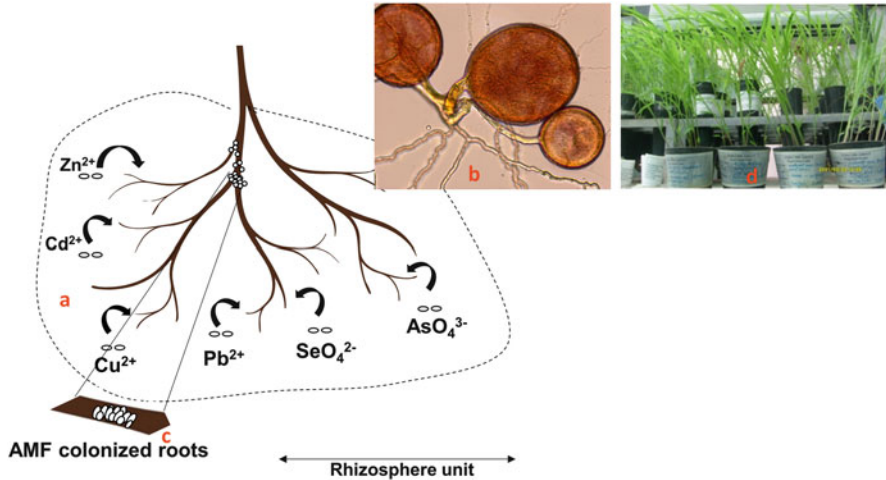 Zn2+
Cd2+
a
Cu2+
Pb2+
SeO42-
AsO43-
b
d
c
AMF colonized roots
Rhizosphere unit